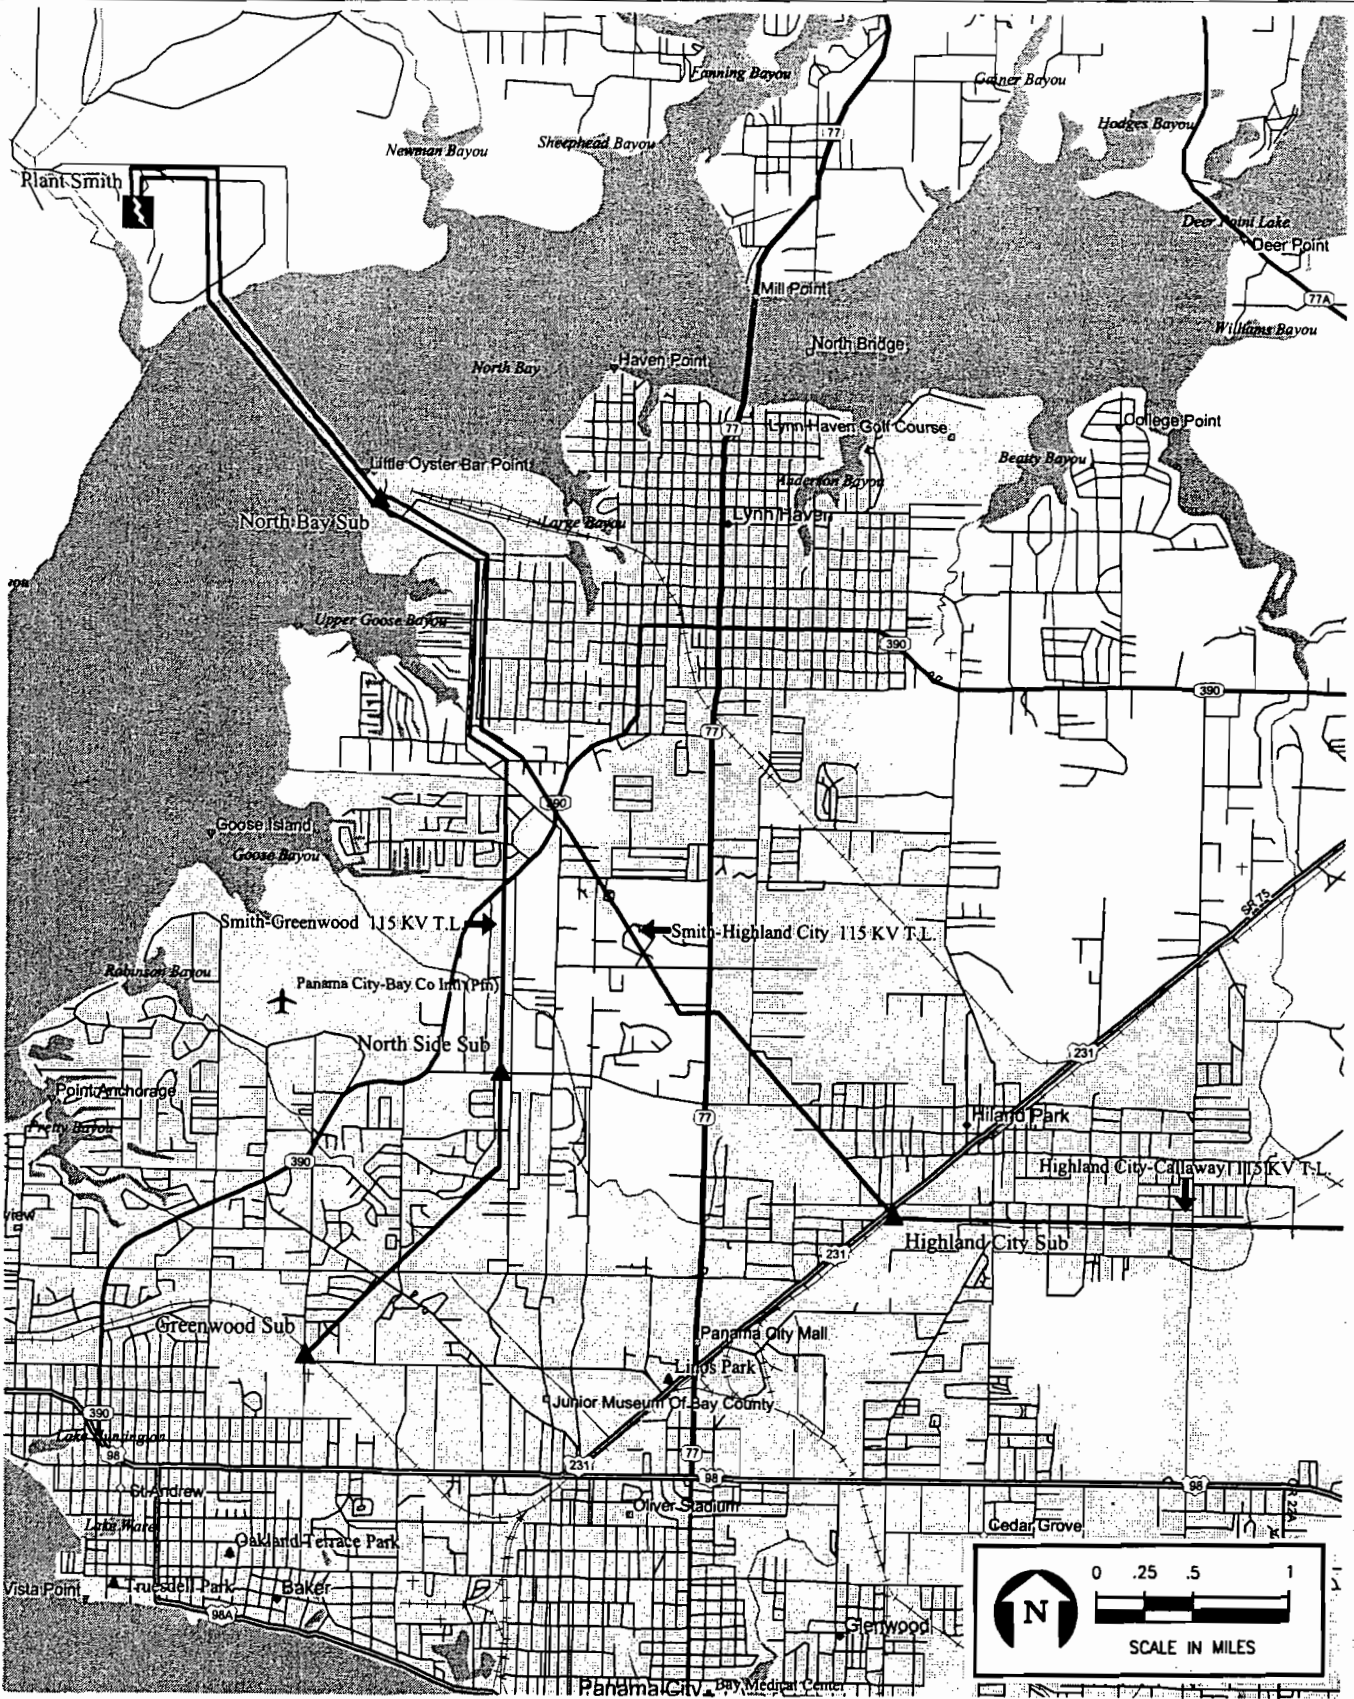 Fanning Bayou
Gainer Bayou
77
Hodges Bayou
Newman Bayou
Sheephead Bayou
Plant Smith
Deer Point Lake
Deer Point
Mill Point
77A
Williams Bayou
North Bridge
Haven Point
North Bay
77
Lynn Haven Golf Course
College Point
Beatty Bayou
Little Oyster Bar Point
Anderson Bayou
North Bay Sub
Large Bayou
Lynn Haven
Upper Goose Bayou
390
390
77
390
Goose Island
Goose Bayou
SR 75
Smith-Greenwood 115 KV T.L.
Smith-Highland City 115 KV T.L.
Robinson Bayou
Panama City-Bay Co Intl (Pfn)
North Side Sub
231
Point Anchorage
77
Hiland Park
Pretty Bayou
390
Highland City-Callaway 115 KV T.L.
view
Highland City Sub
231
Greenwood Sub
Panama City Mall
Lions Park
Junior Museum Of Bay County
390
Lake Huntington
98
231
77
98
98
St Andrew
Oliver Stadium
CR 22A
Lake Ware
Cedar Grove
Oakland Terrace Park
Vista Point
Truesdell Park
Baker
98A
Glenwood
Panama City
Bay Medical Center
N
0 .25 .5 1
SCALE IN MILES